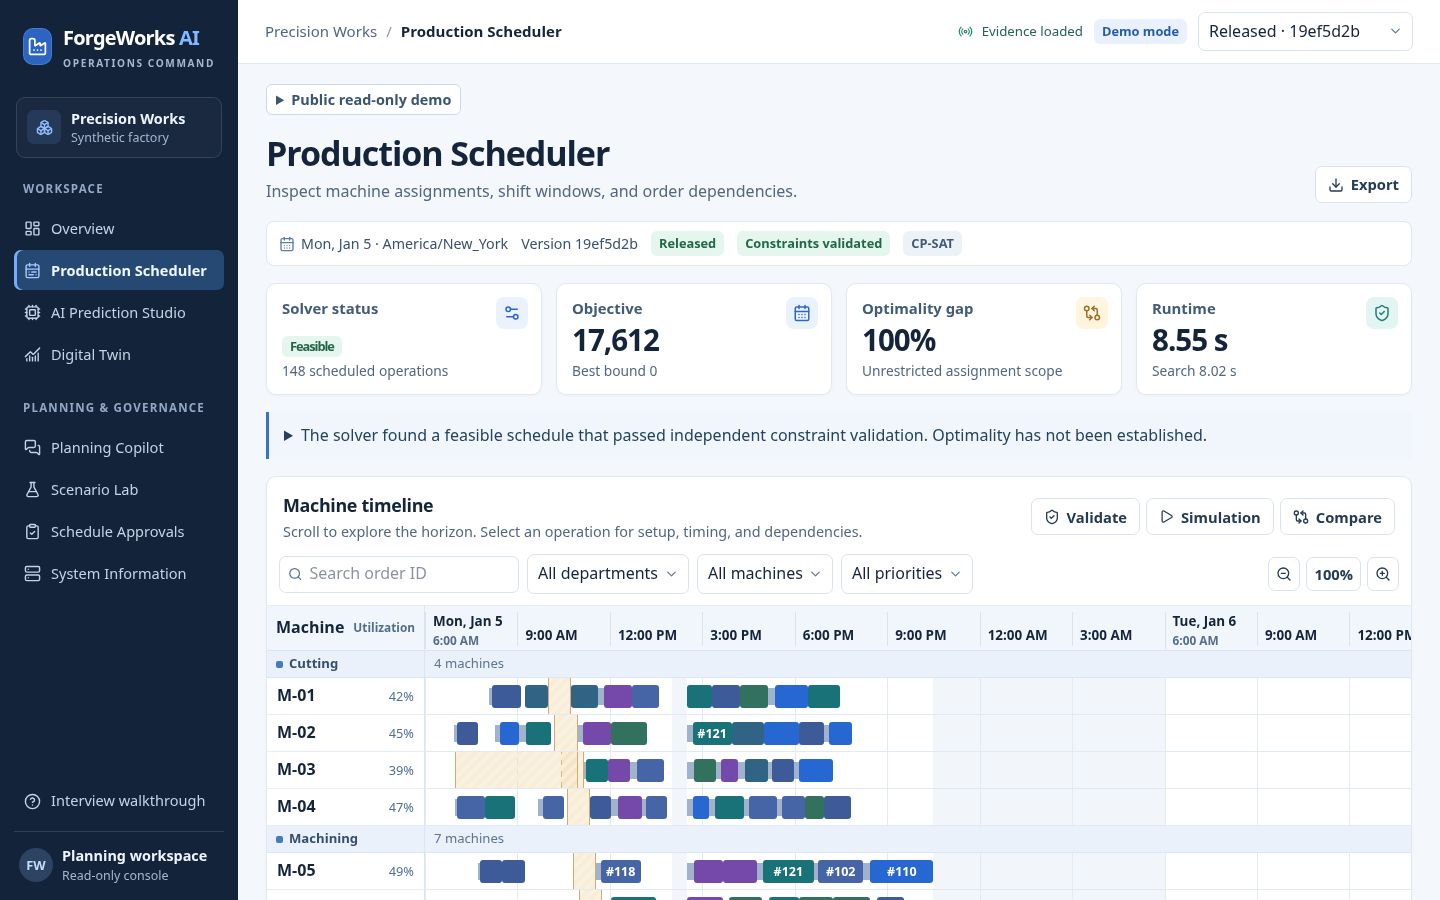 ForgeWorks AI
OPERATIONS COMMAND
Precision Works
Synthetic factory
WORKSPACE
Overview
Production Scheduler
AI Prediction Studio
Digital Twin
PLANNING & GOVERNANCE
Planning Copilot
Scenario Lab
Schedule Approvals
System Information
Interview walkthrough
FW
Planning workspace
Read-only console
Precision Works / Production Scheduler
Evidence loaded
Demo mode
Released · 19ef5d2b
Public read-only demo
Production Scheduler
Inspect machine assignments, shift windows, and order dependencies.
Export
Mon, Jan 5 · America/New_York Version 19ef5d2b Released Constraints validated CP-SAT
Solver status
Feasible
148 scheduled operations
Objective
17,612
Best bound 0
Optimality gap
100%
Unrestricted assignment scope
Runtime
8.55 s
Search 8.02 s
The solver found a feasible schedule that passed independent constraint validation. Optimality has not been established.
Machine timeline
Scroll to explore the horizon. Select an operation for setup, timing, and dependencies.
Validate
Simulation
Compare
Search order ID
All departments
All machines
All priorities
100%
Machine Utilization
Mon, Jan 5
6:00 AM
9:00 AM
12:00 PM
3:00 PM
6:00 PM
9:00 PM
12:00 AM
3:00 AM
Tue, Jan 6
6:00 AM
9:00 AM
12:00 PM
Cutting 4 machines
M-01 42%
M-02 45% #121
M-03 39%
M-04 47%
Machining 7 machines
M-05 49% #118 #121 #102 #110